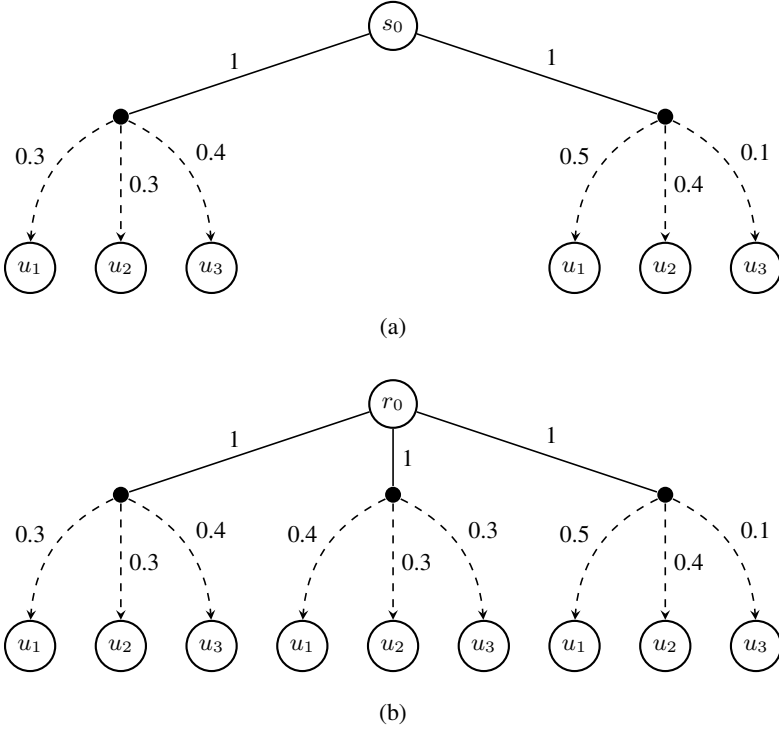 s₀
1 1
0.3 0.3 0.4 0.5 0.4 0.1
u₁ u₂ u₃ u₁ u₂ u₃
(a)
r₀
1 1 1
0.3 0.3 0.4 0.4 0.3 0.3 0.5 0.4 0.1
u₁ u₂ u₃ u₁ u₂ u₃ u₁ u₂ u₃
(b)